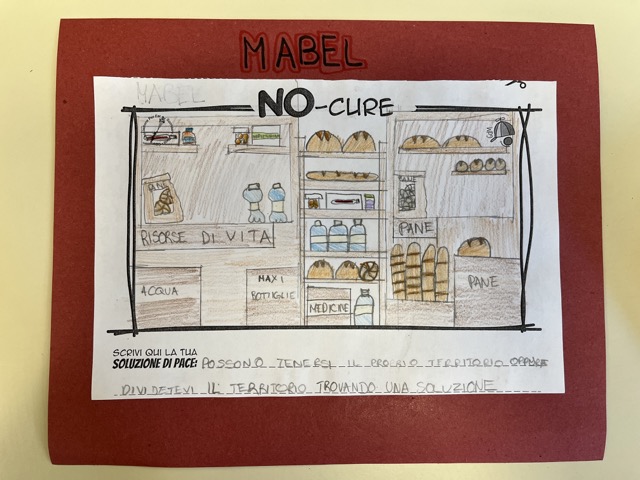 MABEL
MABEL
NO-CURE
PANE
RISORSE DI VITA
PANE
ACQUA
MAXI
BOTTIGLIE
MEDICINE
PANE
SCRIVI QUI LA TUA
SOLUZIONE DI PACE: POSSONO TENERSI IL PROPRIO TERRITORIO OPPURE
DIVIDETEVI IL TERRITORIO TROVANDO UNA SOLUZIONE